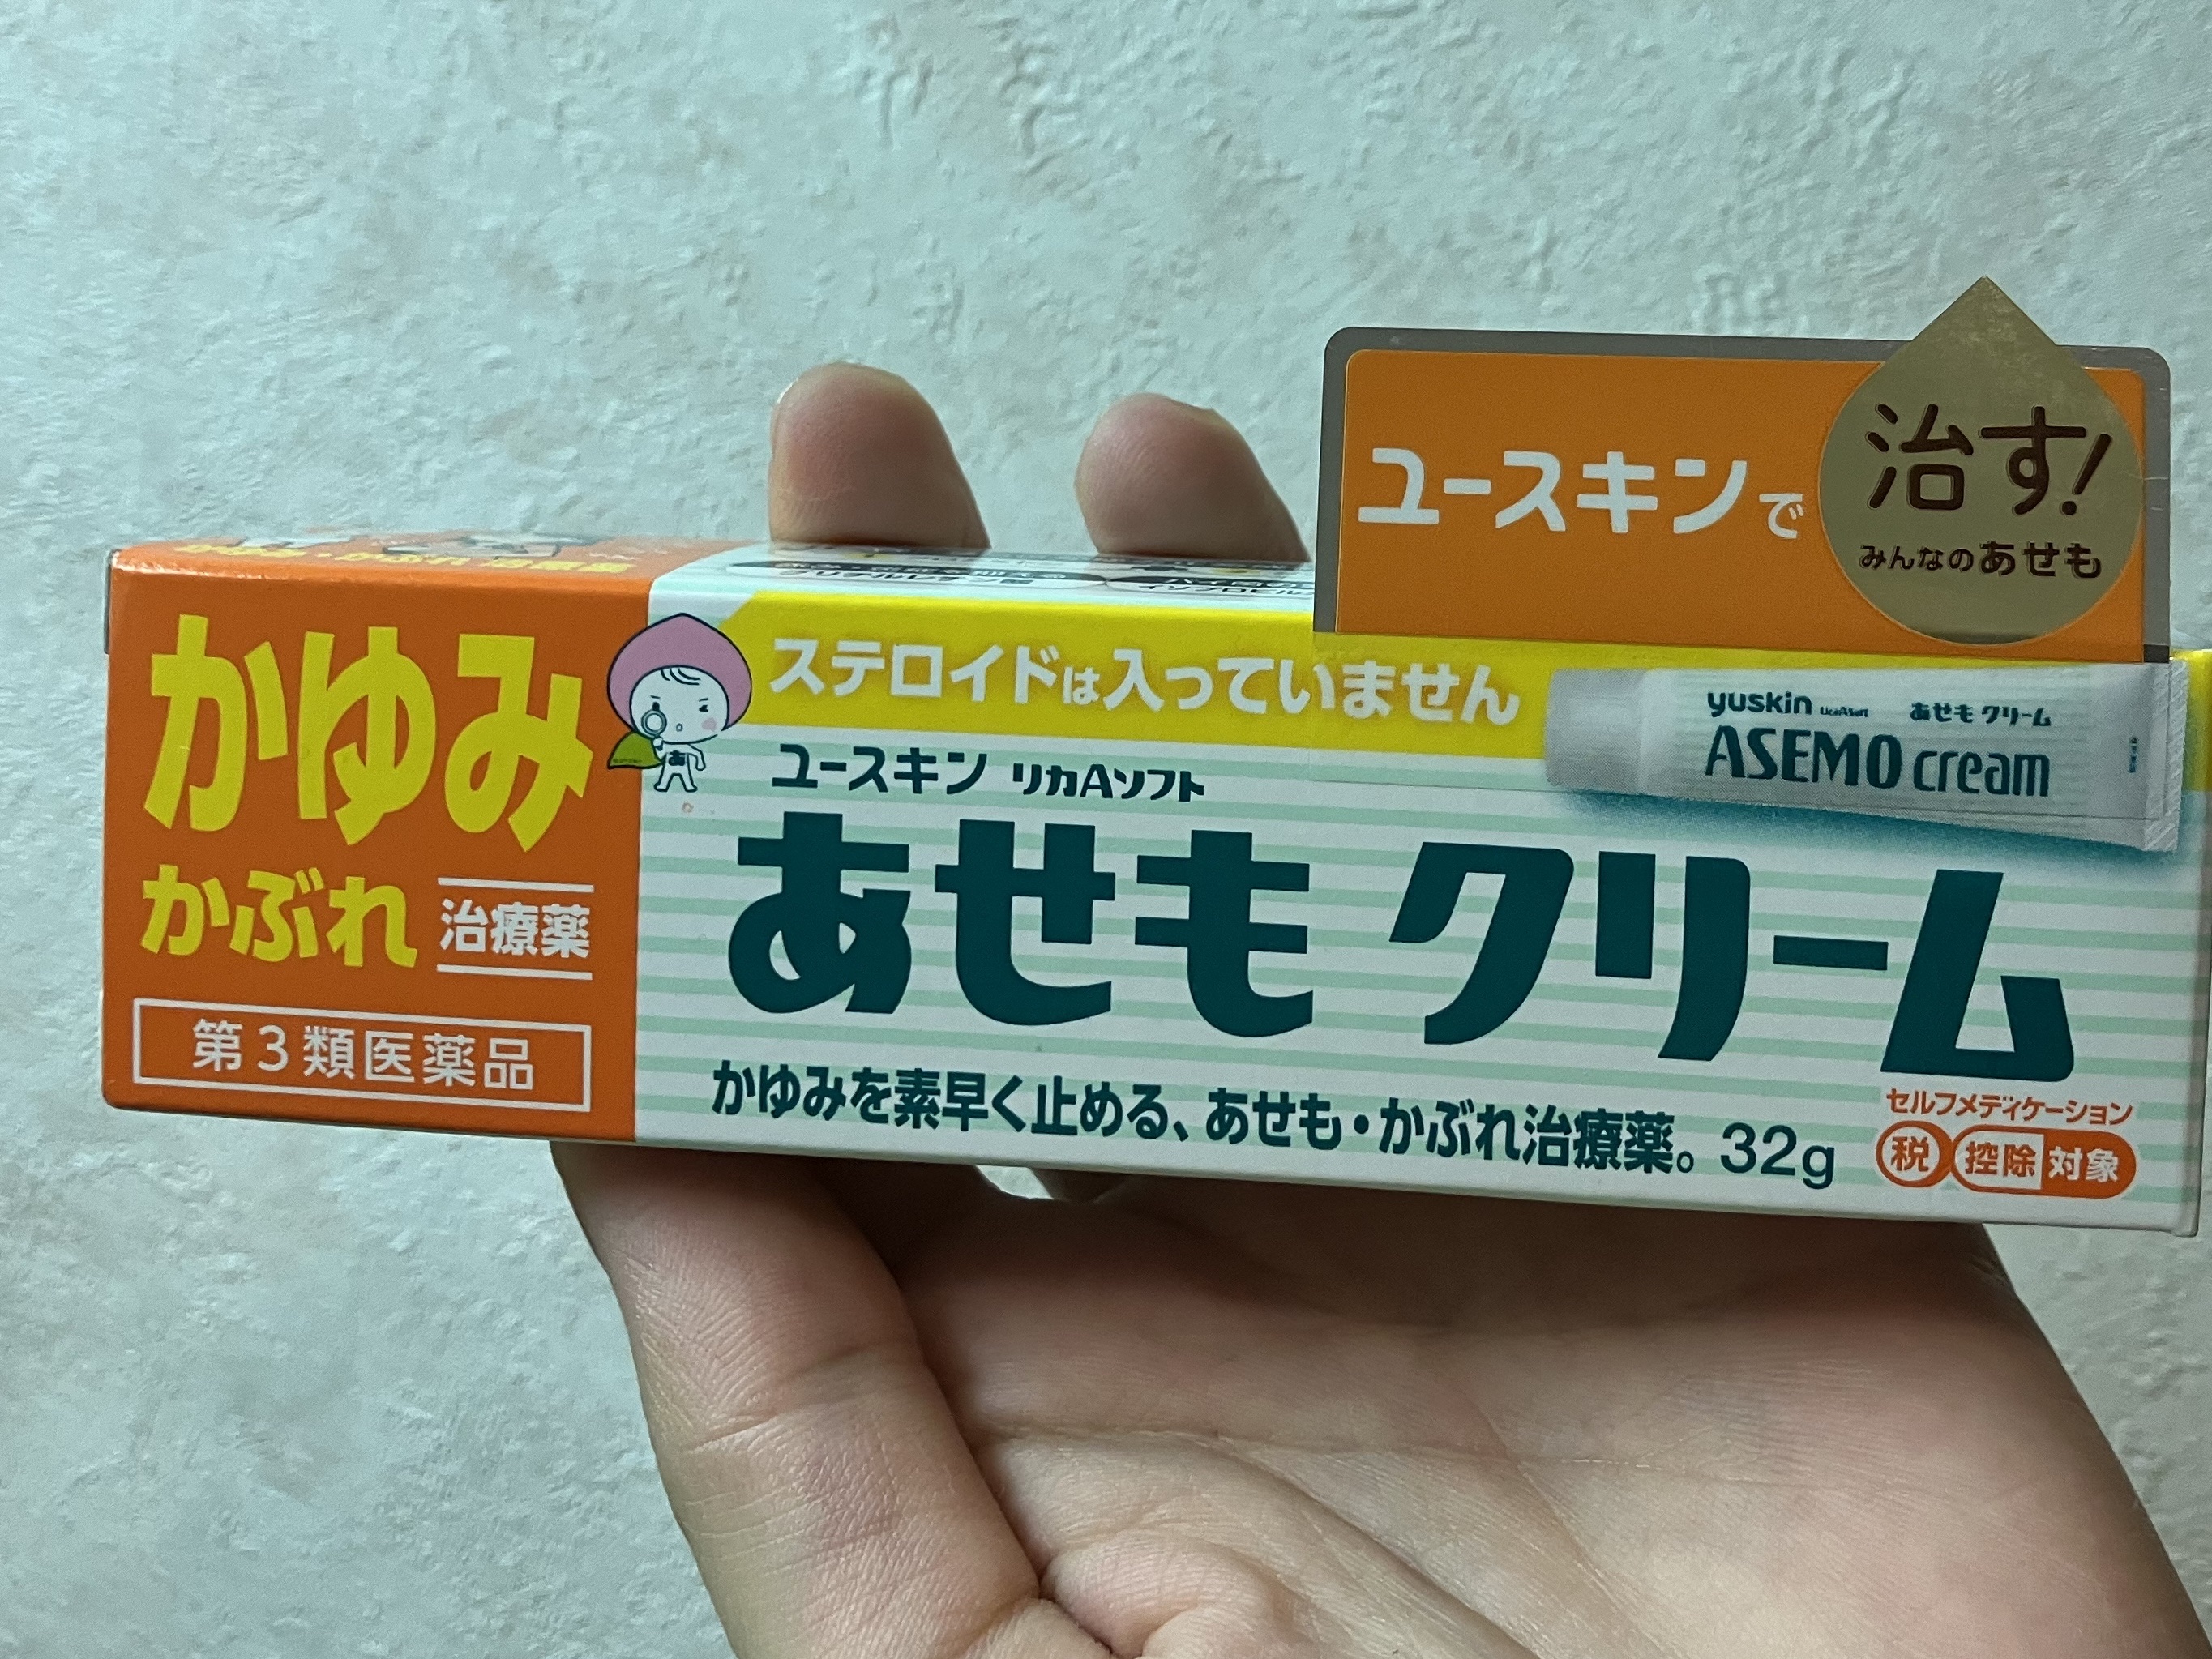 ユースキンで
治す!
みんなのあせも
かゆみ
かぶれ 治療薬
第3類医薬品
ステロイドは入っていません
yuskin あせもクリーム
ASEMO cream
ユースキン リカAソフト
あせもクリーム
かゆみを素早く止める、あせも・かぶれ治療薬。32g
セルフメディケーション
税 控除 対象